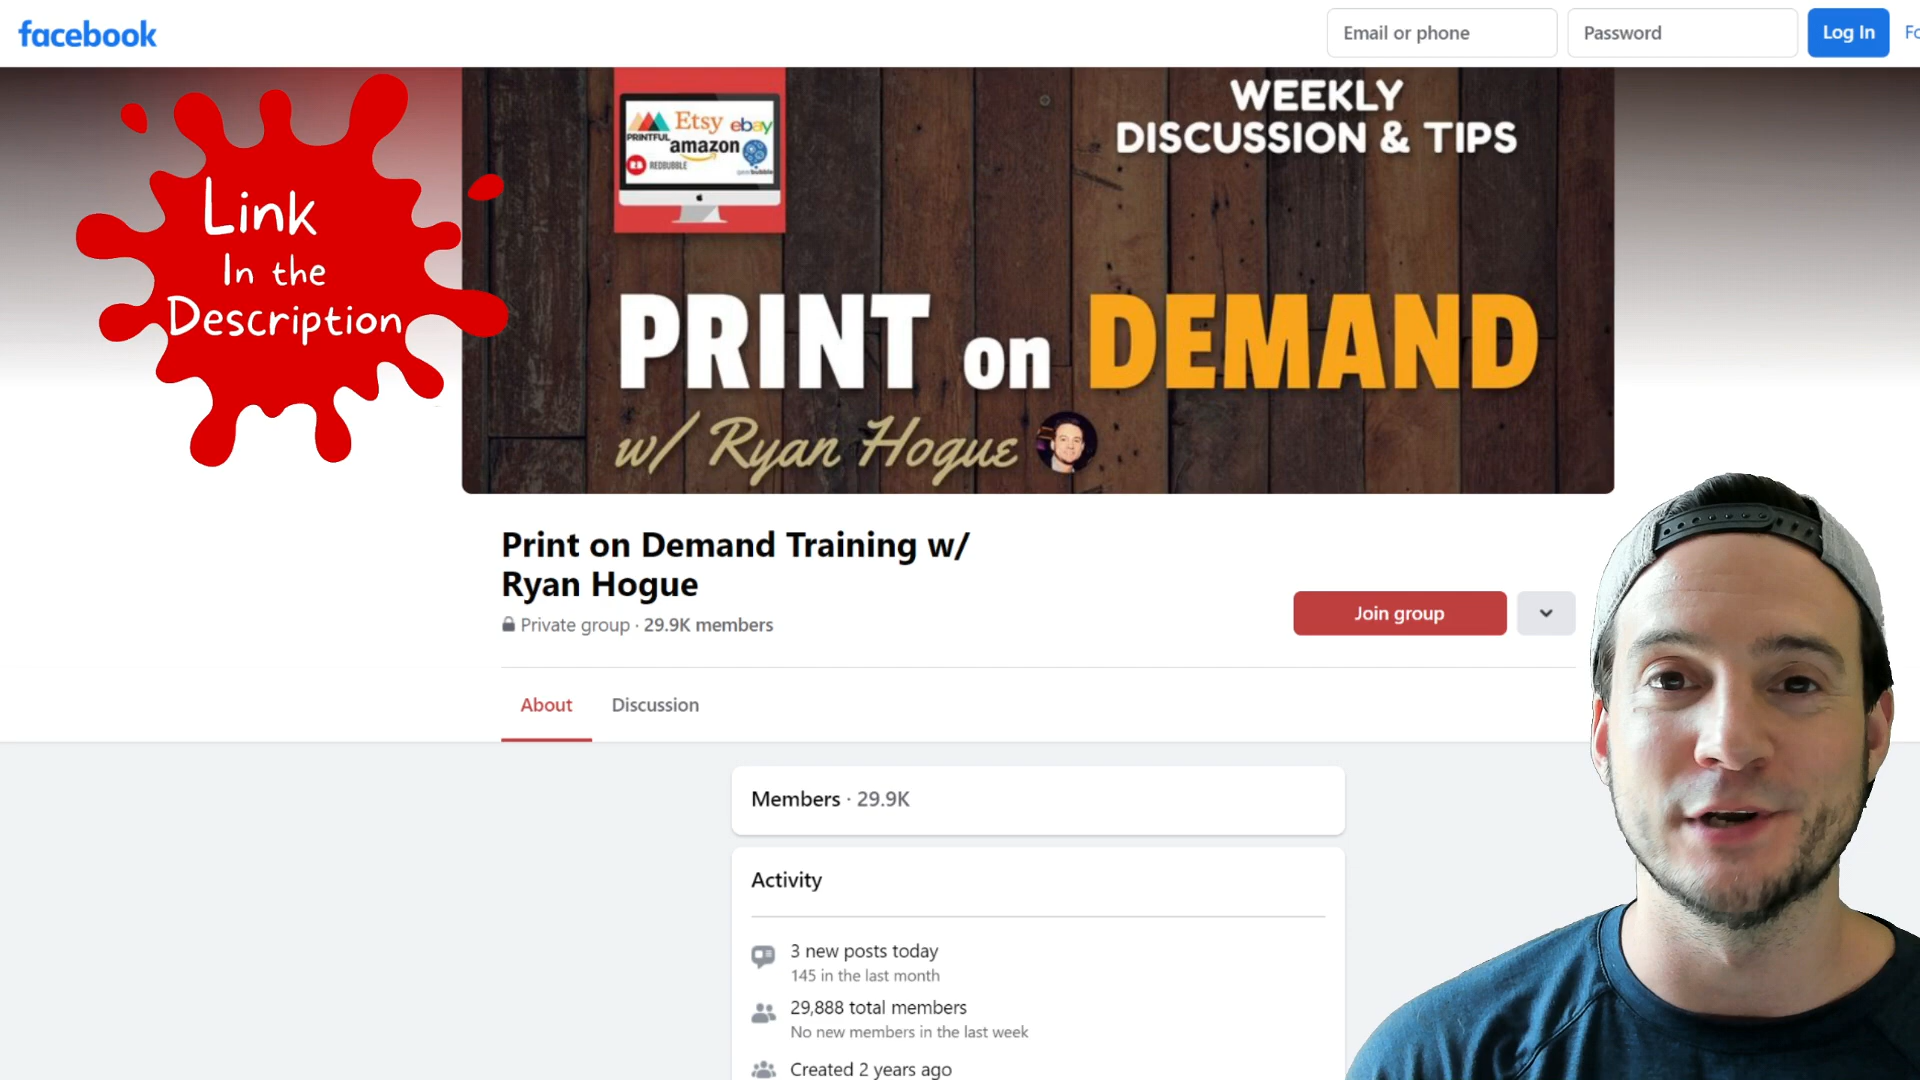 facebook
Email or phone
Password
Log In
Fo
Link
In the
Description
PRINTFUL
Etsy
ebay
amazon
REDBUBBLE
WEEKLY
DISCUSSION & TIPS
PRINT on DEMAND
w/ Ryan Hogue
Print on Demand Training w/
Ryan Hogue
Private group · 29.9K members
Join group
About
Discussion
Members · 29.9K
Activity
3 new posts today
145 in the last month
29,888 total members
No new members in the last week
Created 2 years ago